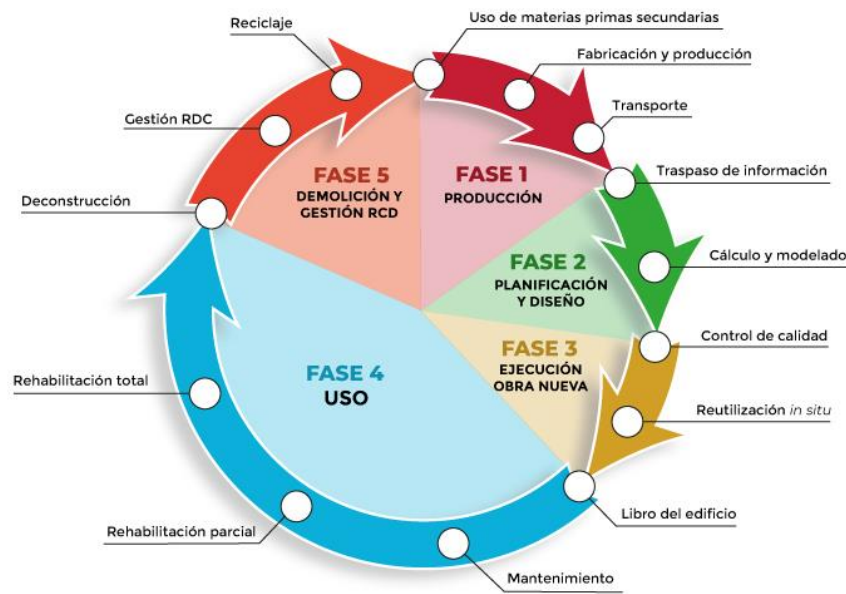 Uso de materias primas secundarias
Fabricación y producción
Transporte
Traspaso de información
Cálculo y modelado
Control de calidad
Reutilización in situ
Libro del edificio
Mantenimiento
Rehabilitación parcial
Rehabilitación total
Deconstrucción
Gestión RDC
Reciclaje
FASE 1
PRODUCCIÓN
FASE 2
PLANIFICACIÓN
Y DISEÑO
FASE 3
EJECUCIÓN
OBRA NUEVA
FASE 4
USO
FASE 5
DEMOLICIÓN Y
GESTIÓN RCD